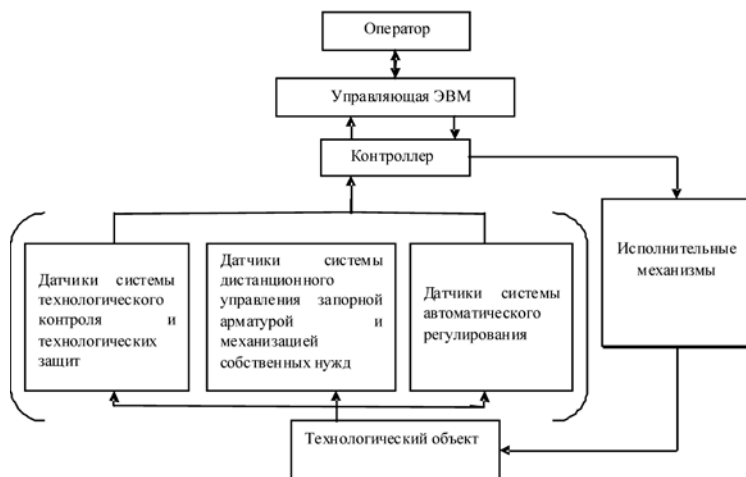 Оператор
Управляющая ЭВМ
Контроллер
Датчики системы
технологического
контроля и
технологических
защит
Датчики системы
дистанционного
управления запорной
арматурой и
механизацией
собственных нужд
Датчики системы
автоматического
регулирования
Исполнительные
механизмы
Технологический объект